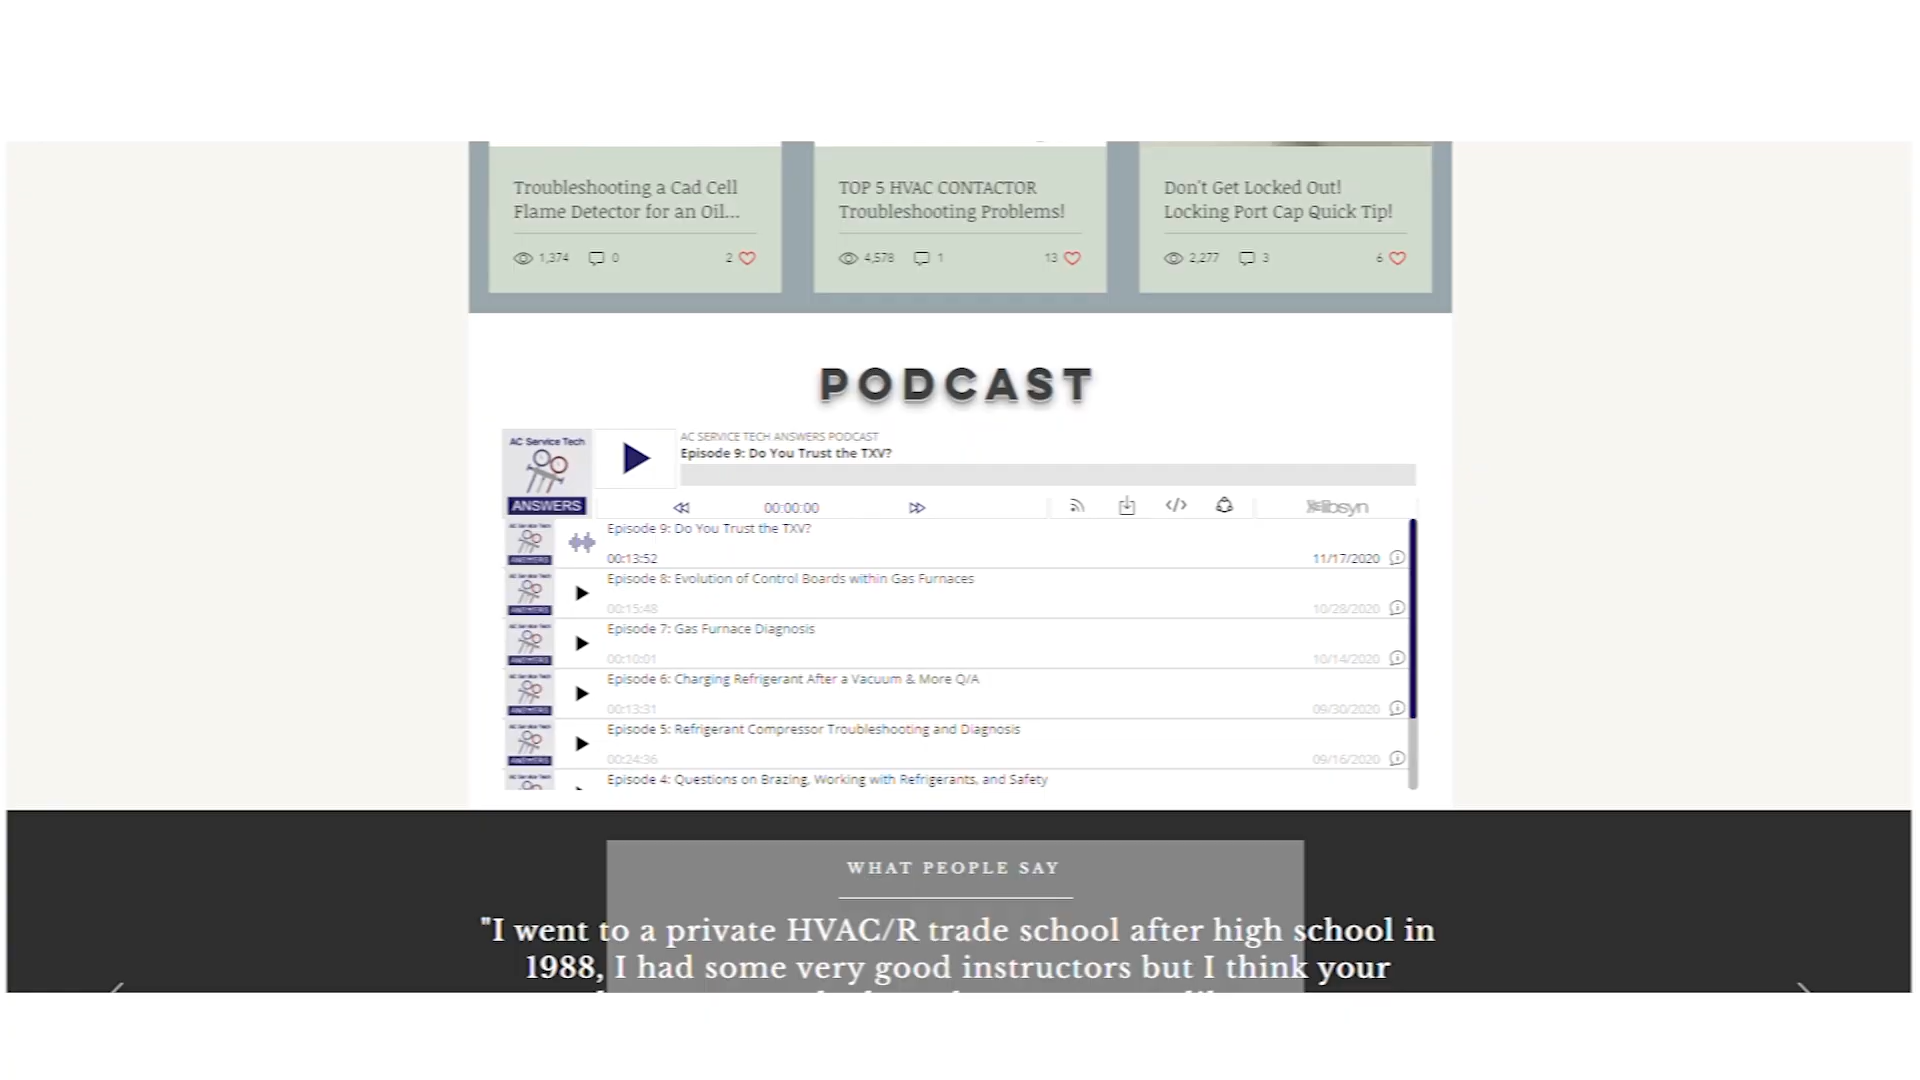 Troubleshooting a Cad Cell
Flame Detector for an Oil...
1,374 0 2
TOP 5 HVAC CONTACTOR
Troubleshooting Problems!
4,578 1 13
Don't Get Locked Out!
Locking Port Cap Quick Tip!
2,277 3 6
PODCAST
AC Service Tech
ANSWERS
AC SERVICE TECH ANSWERS PODCAST
Episode 9: Do You Trust the TXV?
00:00:00
libsyn
Episode 9: Do You Trust the TXV?
00:13:52 11/17/2020
Episode 8: Evolution of Control Boards within Gas Furnaces
00:15:48 10/28/2020
Episode 7: Gas Furnace Diagnosis
00:10:01 10/14/2020
Episode 6: Charging Refrigerant After a Vacuum & More Q/A
00:13:31 09/30/2020
Episode 5: Refrigerant Compressor Troubleshooting and Diagnosis
00:24:36 09/16/2020
Episode 4: Questions on Brazing, Working with Refrigerants, and Safety
WHAT PEOPLE SAY
"I went to a private HVAC/R trade school after high school in
1988, I had some very good instructors but I think your